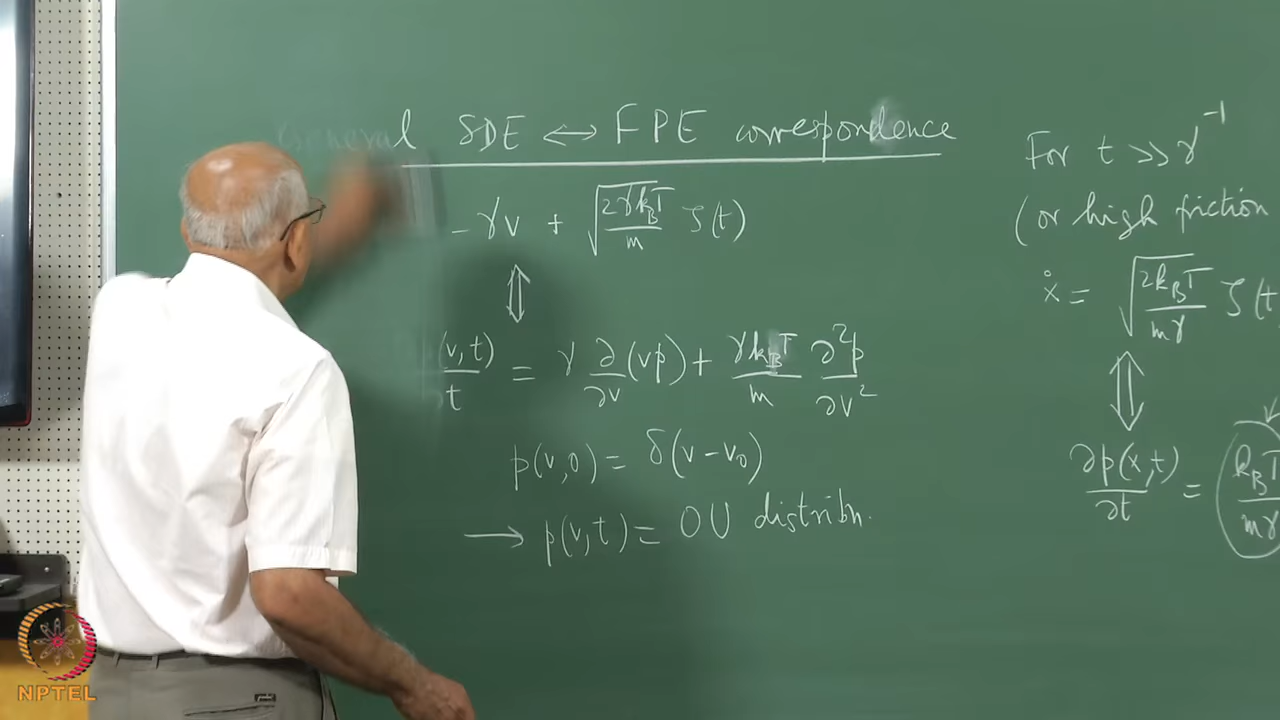 General SDE ↔ FPE correspondence
-γv + √(2γk_BT/m) ζ(t)
⇕
(v,t)/t = γ ∂/∂v (vp) + γk_BT/m ∂²p/∂v²
p(v,0) = δ(v-v₀)
→ p(v,t) = OU distribn.
For t >> γ⁻¹
(or high friction
ẋ = √(2k_BT/mγ) ζ(t
⇕
∂p(x,t)/∂t = k_BT/mγ
NPTEL